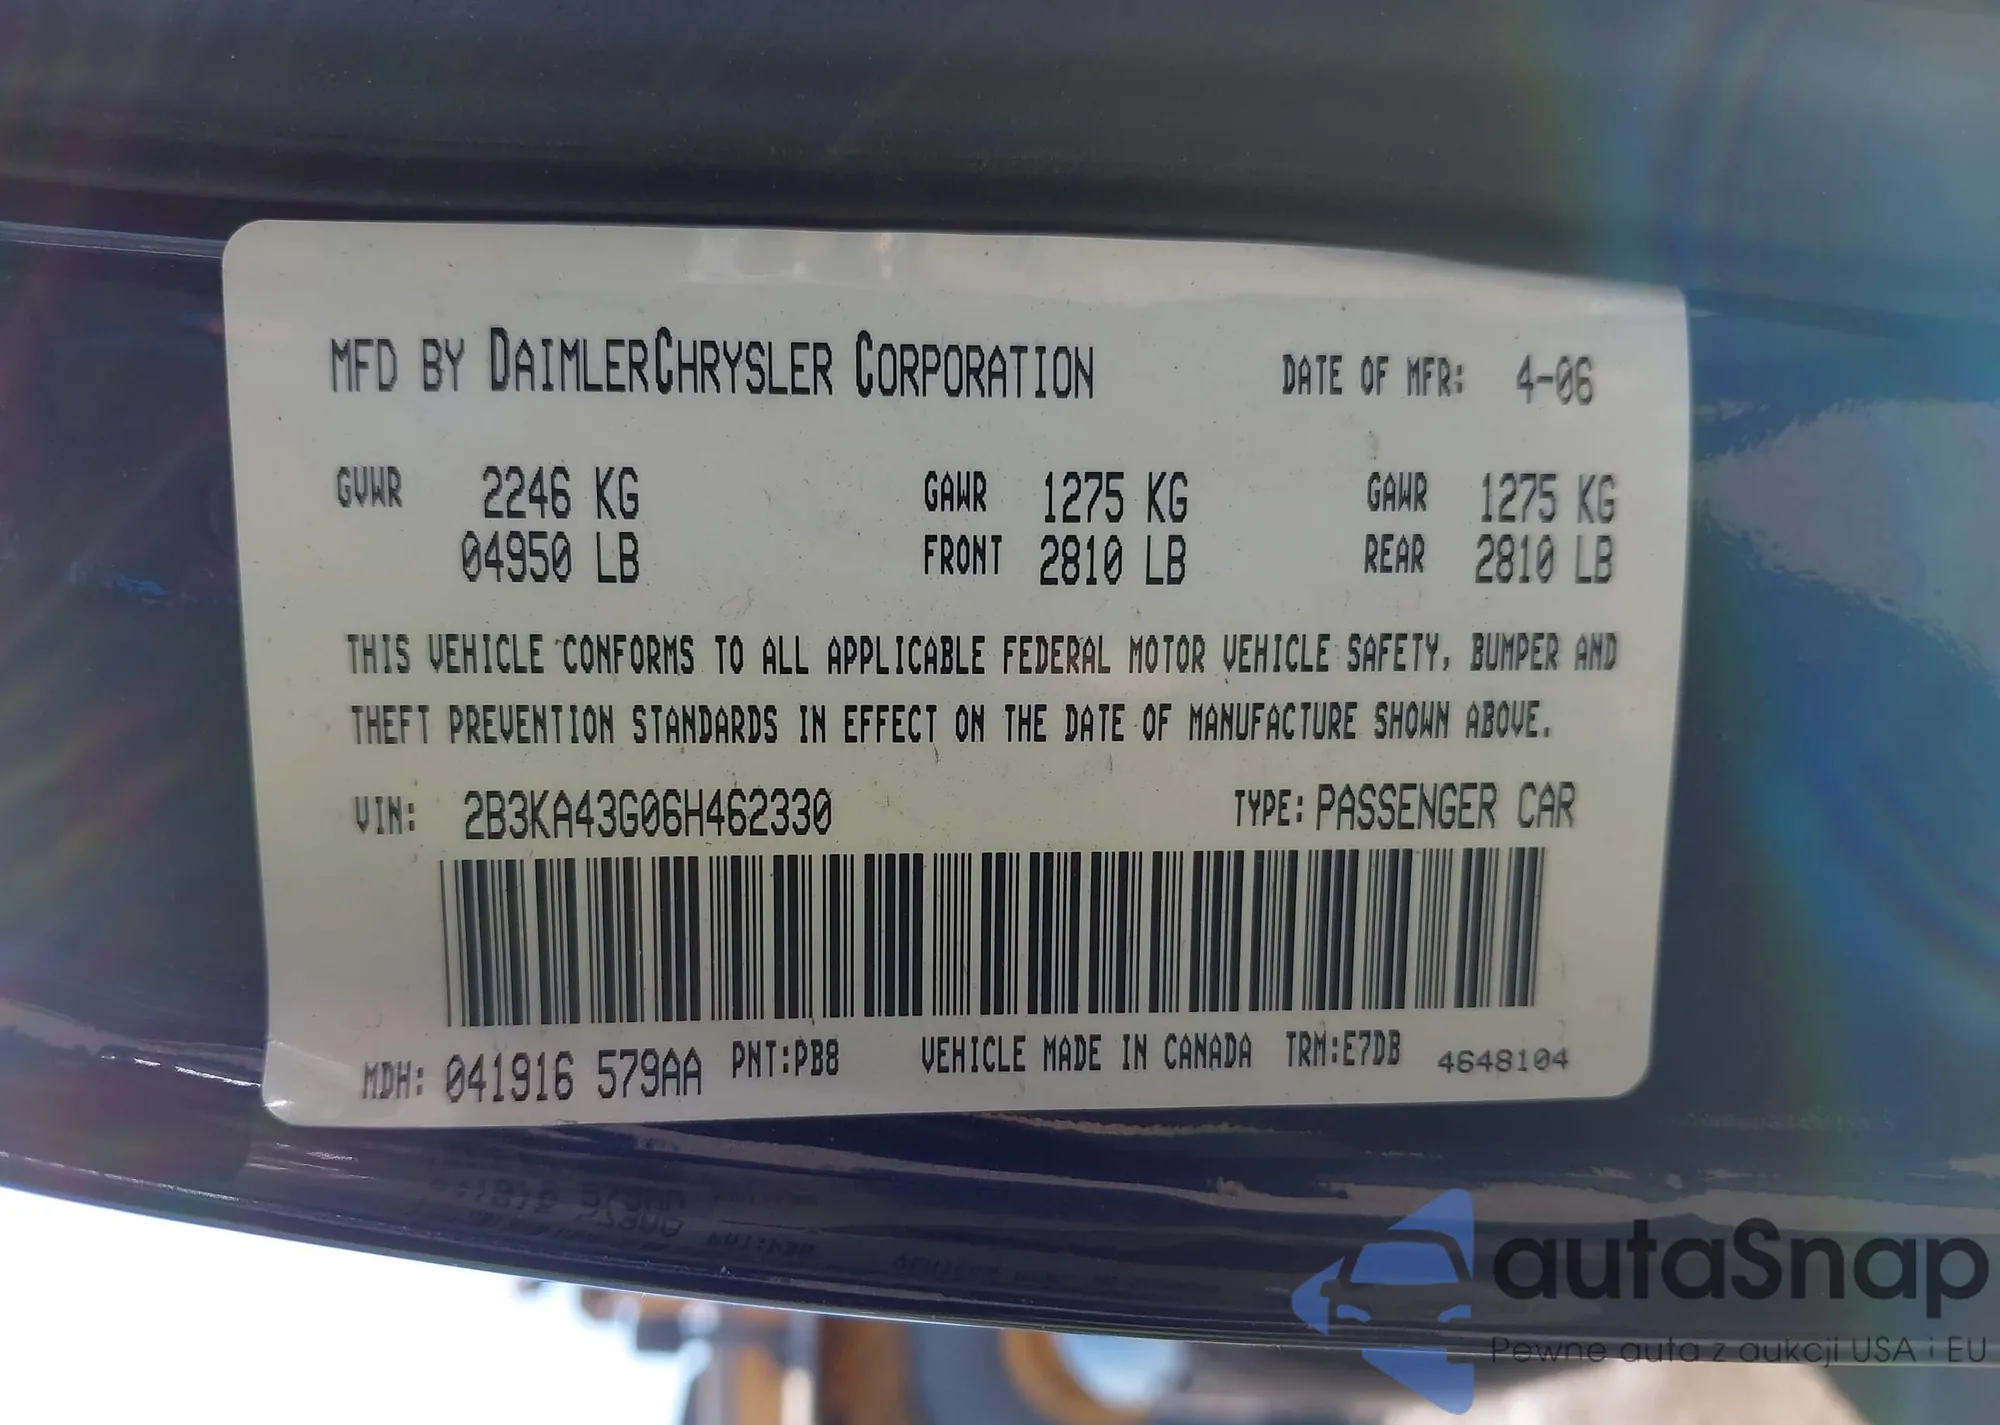 MFD BY DAIMLERCHRYSLER CORPORATION DATE OF MFR: 4-06
GVWR 2246 KG GAWR 1275 KG GAWR 1275 KG
04950 LB FRONT 2810 LB REAR 2810 LB
THIS VEHICLE CONFORMS TO ALL APPLICABLE FEDERAL MOTOR VEHICLE SAFETY, BUMPER AND
THEFT PREVENTION STANDARDS IN EFFECT ON THE DATE OF MANUFACTURE SHOWN ABOVE.
VIN: 2B3KA43G06H462330 TYPE: PASSENGER CAR
MDH: 041916 579AA PNT:PB8 VEHICLE MADE IN CANADA TRM:E7DB 4648104
autaSnap
Pewne auta z aukcji USA i EU